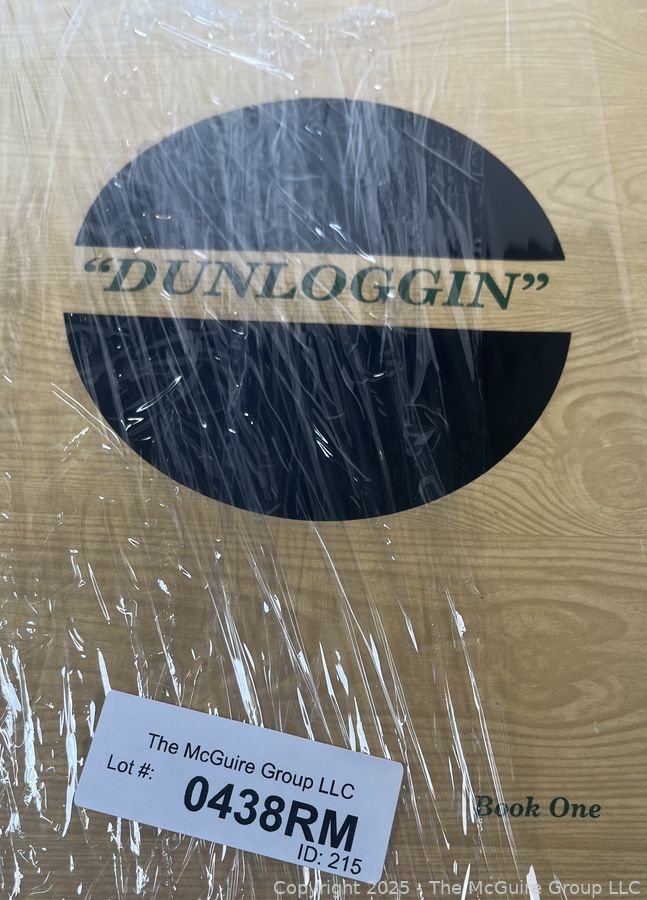 “DUNLOGGIN”
The McGuire Group LLC
Lot #: 0438RM
ID: 215
Book One
Copyright 2025 - The McGuire Group LLC